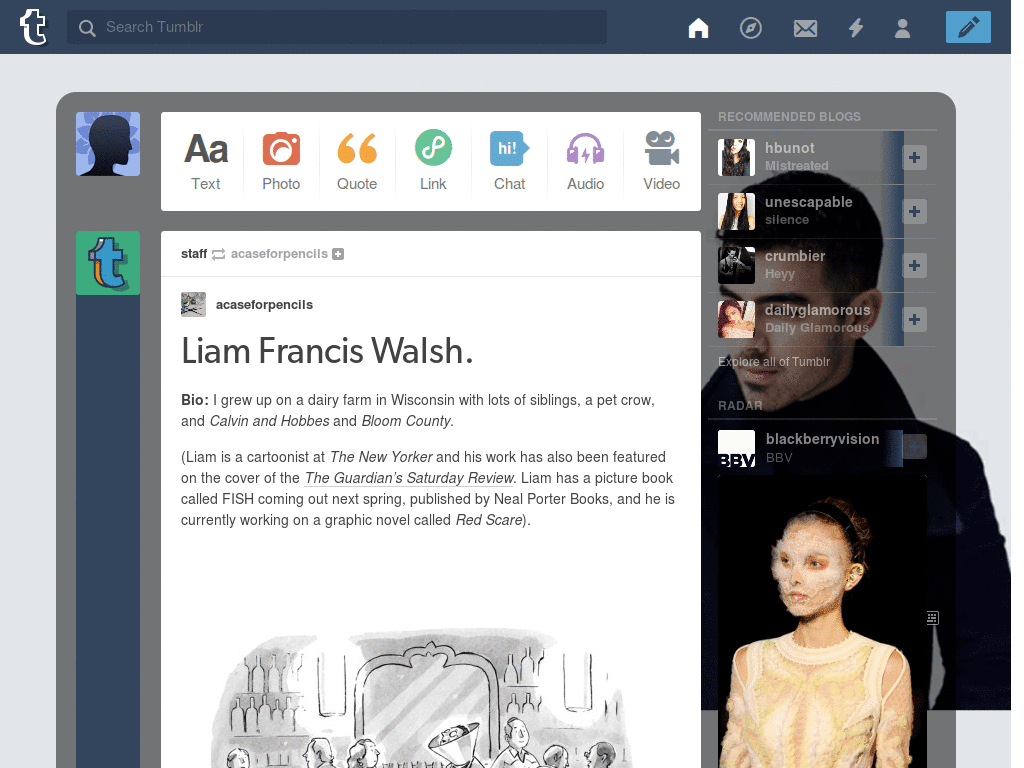 Search Tumblr
Aa
hi!
Text
Photo
Quote
Link
Chat
Audio
Video
staff acaseforpencils
acaseforpencils
Liam Francis Walsh.
Bio: I grew up on a dairy farm in Wisconsin with lots of siblings, a pet crow,
and Calvin and Hobbes and Bloom County.
(Liam is a cartoonist at The New Yorker and his work has also been featured
on the cover of the The Guardian’s Saturday Review. Liam has a picture book
called FISH coming out next spring, published by Neal Porter Books, and he is
currently working on a graphic novel called Red Scare).
RECOMMENDED BLOGS
hbunot
Mistreated
unescapable
silence
crumbier
Heyy
dailyglamorous
Daily Glamorous
Explore all of Tumblr
RADAR
BBV
blackberryvision
BBV